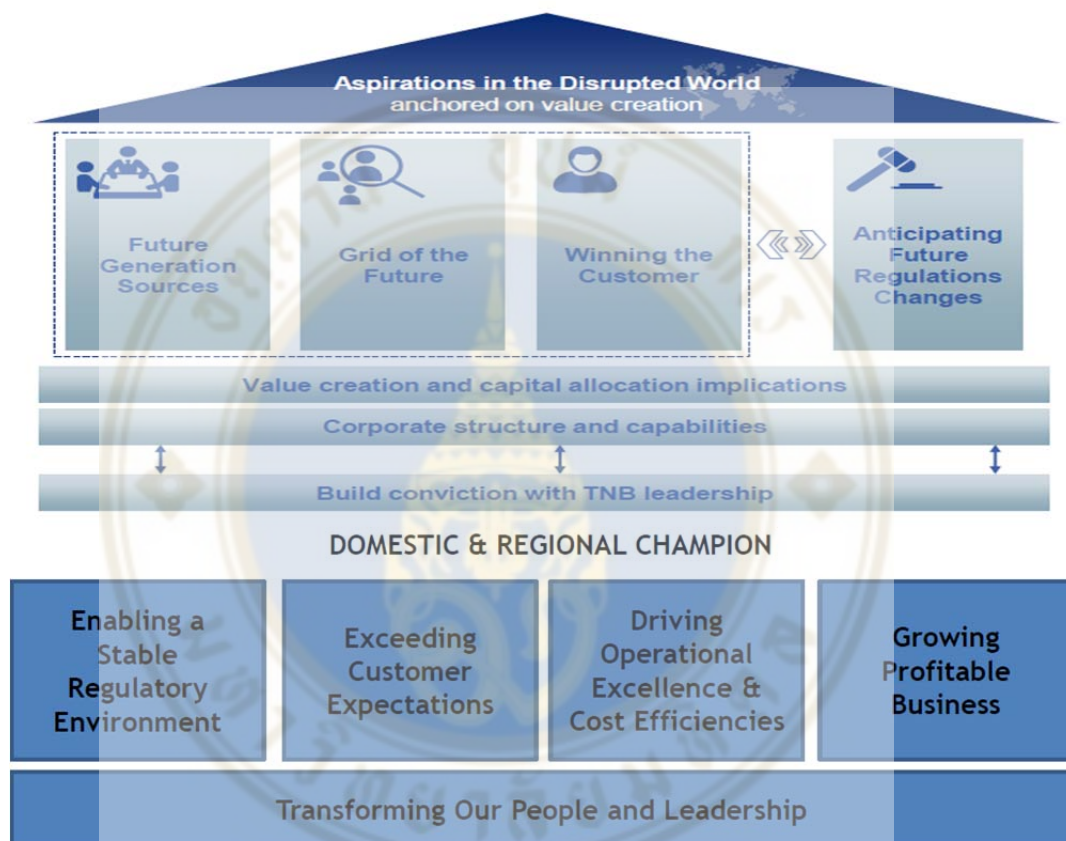 Aspirations in the Disrupted World
anchored on value creation
Future
Generation
Sources
Grid of the
Future
Winning the
Customer
Anticipating
Future
Regulations
Changes
Value creation and capital allocation implications
Corporate structure and capabilities
Build conviction with TNB leadership
DOMESTIC & REGIONAL CHAMPION
Enabling a
Stable
Regulatory
Environment
Exceeding
Customer
Expectations
Driving
Operational
Excellence &
Cost Efficiencies
Growing
Profitable
Business
Transforming Our People and Leadership